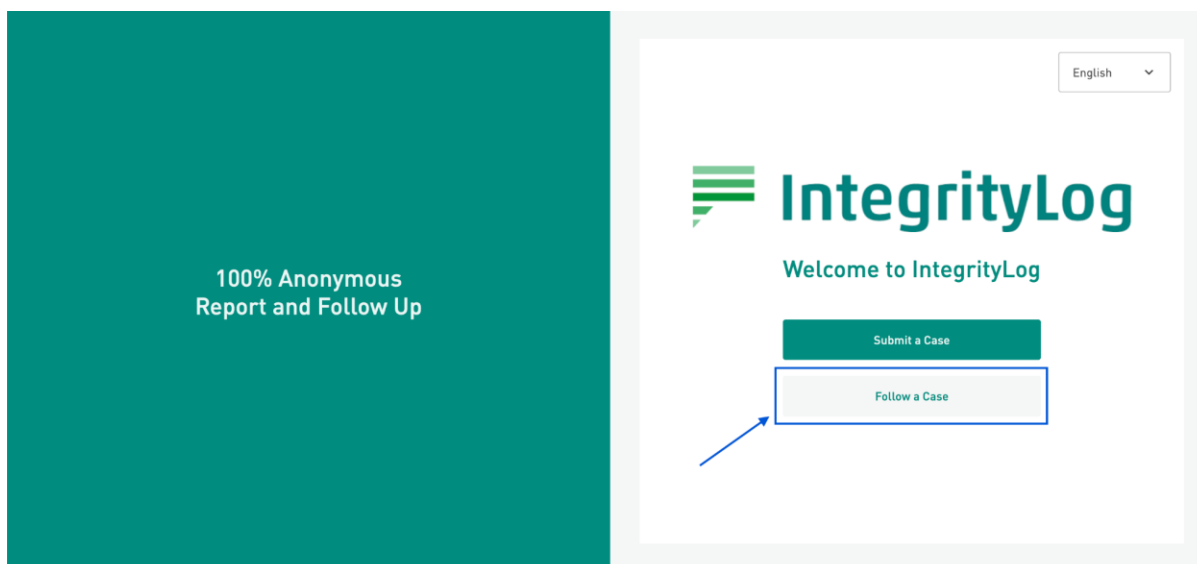 100% Anonymous
Report and Follow Up
English
IntegrityLog
Welcome to IntegrityLog
Submit a Case
Follow a Case